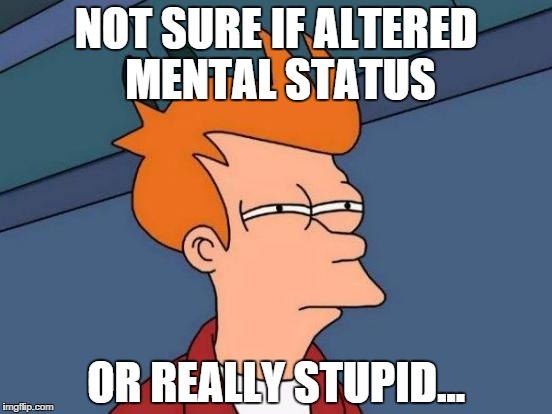 NOT SURE IF ALTERED
MENTAL STATUS
OR REALLY STUPID...
imgflip.com